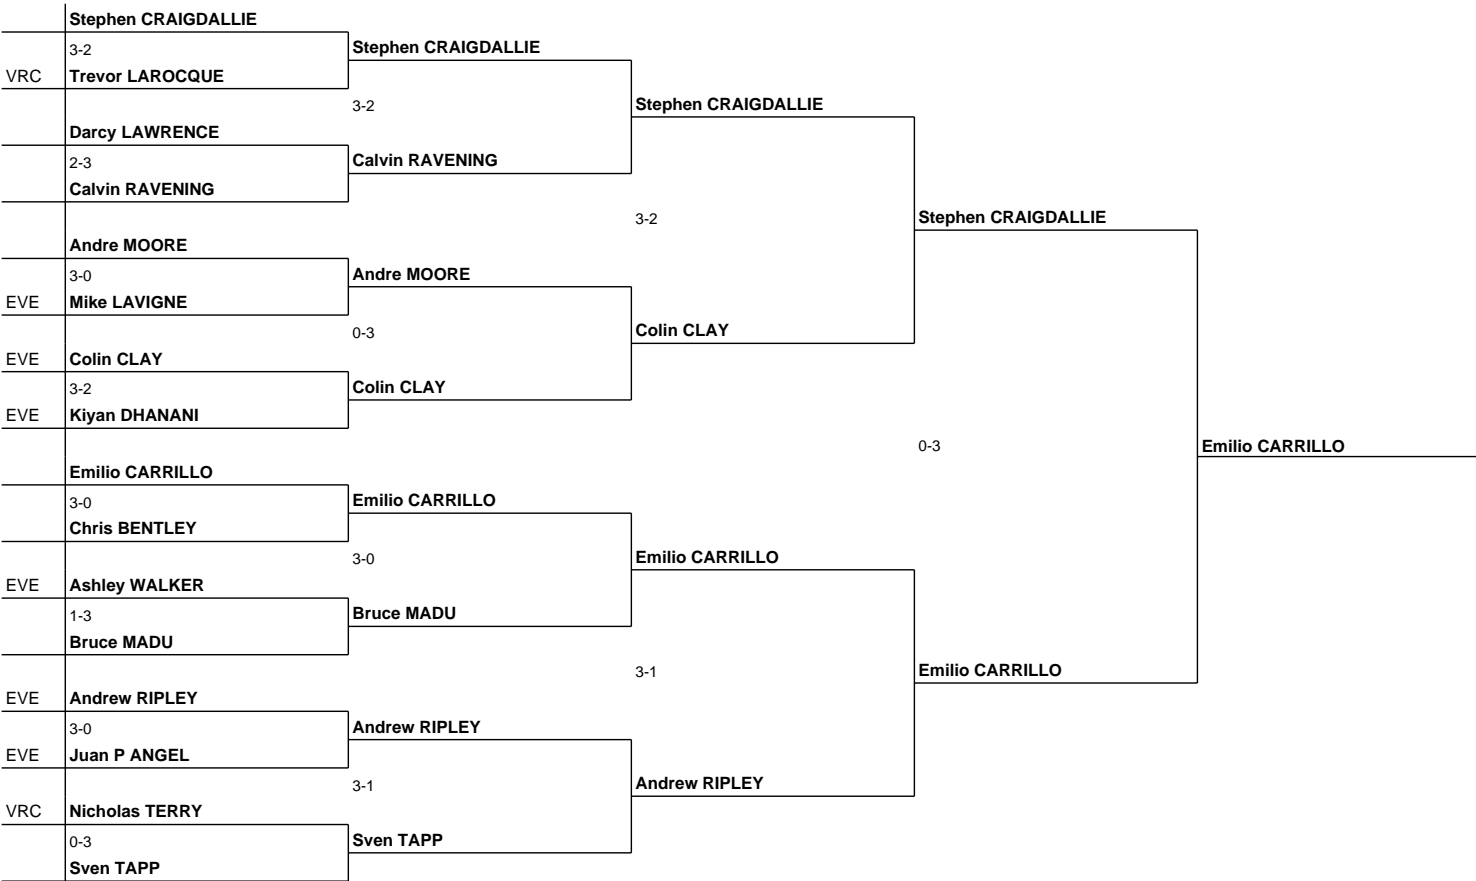 Stephen CRAIGDALLIE
3-2 Stephen CRAIGDALLIE
VRC Trevor LAROCQUE
3-2 Stephen CRAIGDALLIE
Darcy LAWRENCE
2-3 Calvin RAVENING
Calvin RAVENING
3-2 Stephen CRAIGDALLIE
Andre MOORE
3-0 Andre MOORE
EVE Mike LAVIGNE
0-3 Colin CLAY
EVE Colin CLAY
3-2 Colin CLAY
EVE Kiyan DHANANI
0-3 Emilio CARRILLO
Emilio CARRILLO
3-0 Emilio CARRILLO
Chris BENTLEY
3-0 Emilio CARRILLO
EVE Ashley WALKER
1-3 Bruce MADU
Bruce MADU
3-1 Emilio CARRILLO
EVE Andrew RIPLEY
3-0 Andrew RIPLEY
EVE Juan P ANGEL
3-1 Andrew RIPLEY
VRC Nicholas TERRY
0-3 Sven TAPP
Sven TAPP